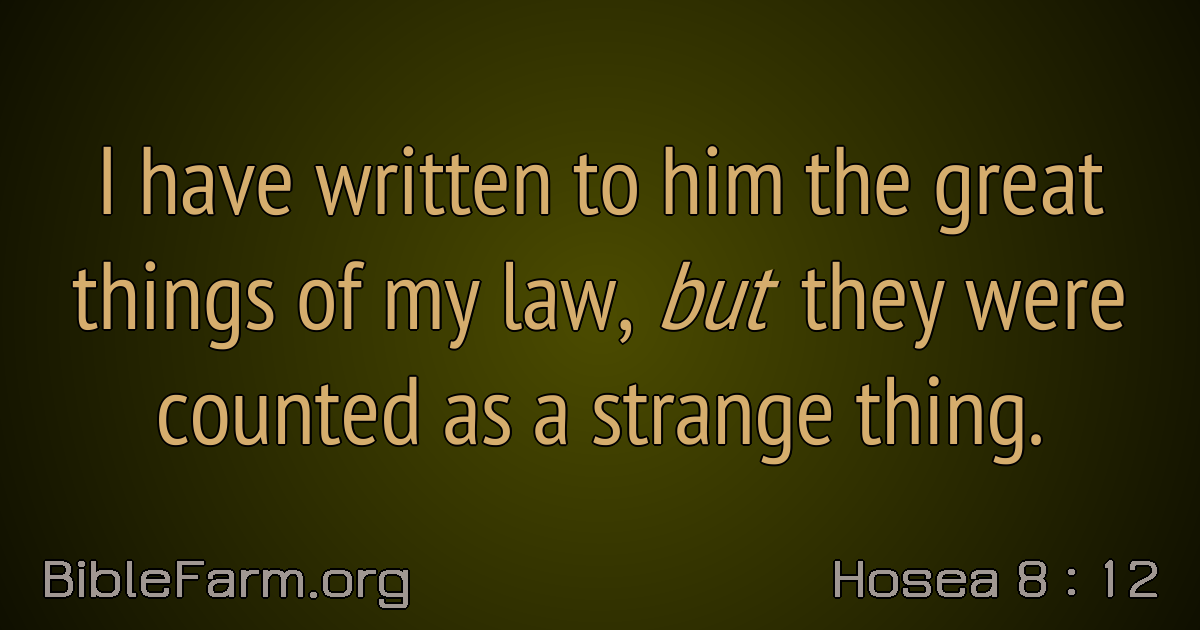 I have written to him the great
things of my law, but they were
counted as a strange thing.
BibleFarm.org
Hosea 8 : 12